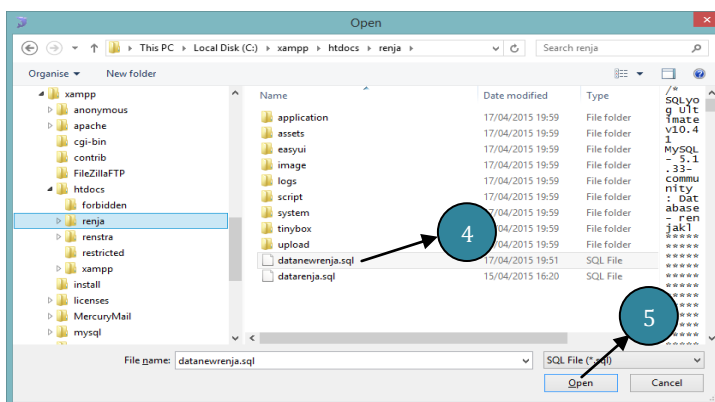 Open
This PC ▸ Local Disk (C:) ▸ xampp ▸ htdocs ▸ renja ▸
Search renja
Organise
New folder
xampp
anonymous
apache
cgi-bin
contrib
FileZillaFTP
htdocs
forbidden
renja
renstra
restricted
xampp
install
licenses
MercuryMail
mysql
Name Date modified Type
application 17/04/2015 19:59 File folder
assets 17/04/2015 19:59 File folder
easyui 17/04/2015 19:59 File folder
image 17/04/2015 19:59 File folder
logs 17/04/2015 19:59 File folder
script 17/04/2015 19:59 File folder
system 17/04/2015 19:59 File folder
tinybox 17/04/2015 19:59 File folder
upload 17/04/2015 19:59 File folder
datanewrenja.sql 17/04/2015 19:51 SQL File
datarenja.sql 15/04/2015 16:20 SQL File
/*
SQLyo
g Ult
imate
v10.4
1
MySQL
- 5.1
.33-
commu
nity
: Dat
abase
- ren
jakl
*****
*****
*****
*****
*****
*****
*****
4
5
File name: datanewrenja.sql
SQL File (*.sql)
Open
Cancel